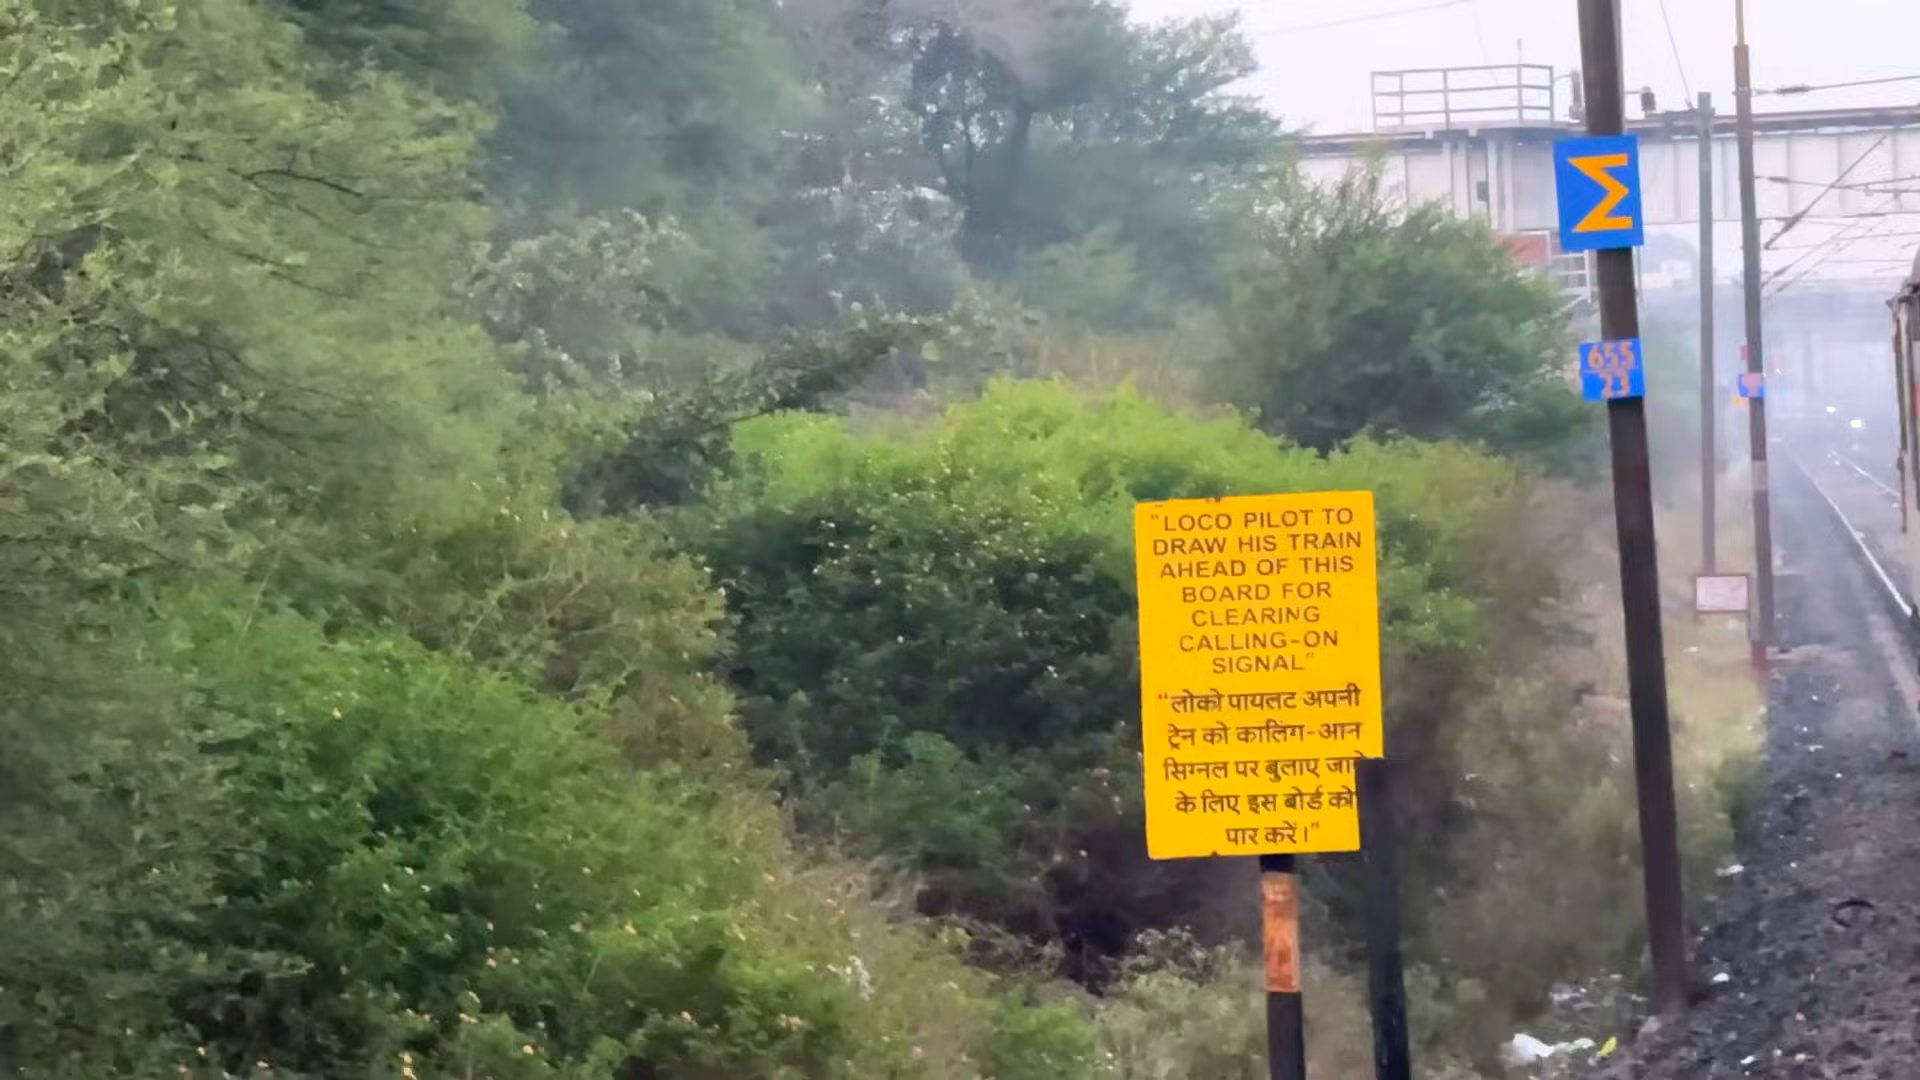 Σ
655
23
"LOCO PILOT TO
DRAW HIS TRAIN
AHEAD OF THIS
BOARD FOR
CLEARING
CALLING-ON
SIGNAL"
"लोको पायलट अपनी
ट्रेन को कालिंग-आन
सिग्नल पर बुलाए
के लिए इस बोर्ड को
पार करें।"